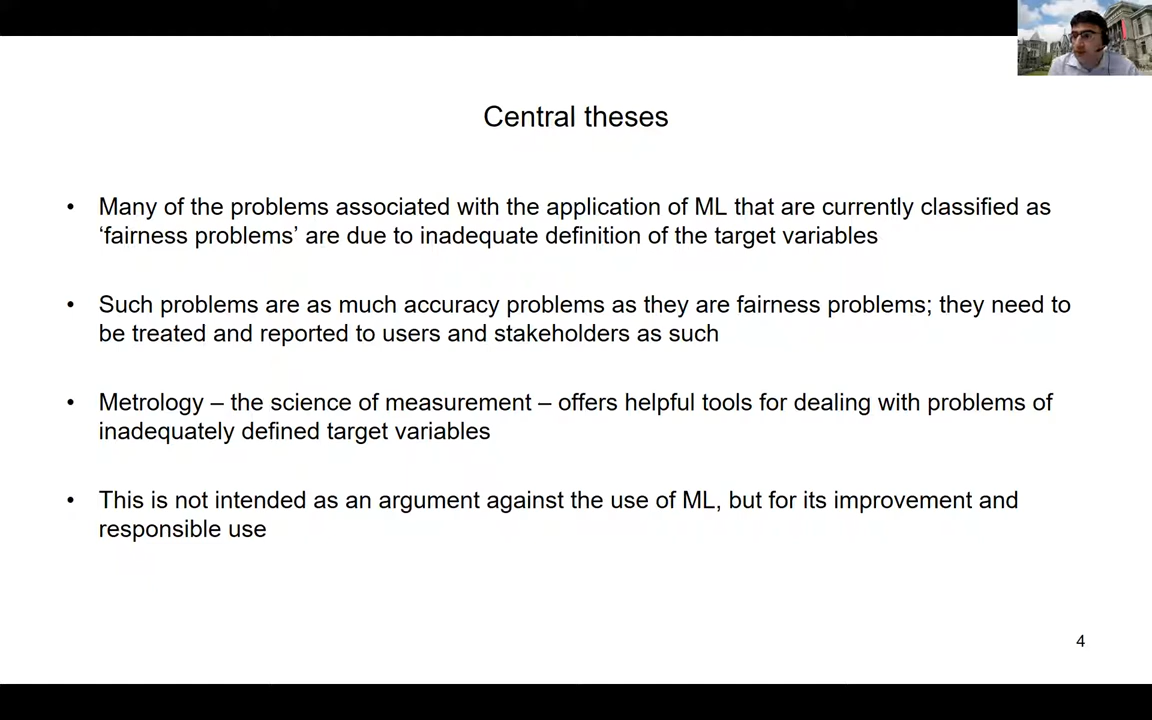 Central theses
• Many of the problems associated with the application of ML that are currently classified as
‘fairness problems’ are due to inadequate definition of the target variables
• Such problems are as much accuracy problems as they are fairness problems; they need to
be treated and reported to users and stakeholders as such
• Metrology – the science of measurement – offers helpful tools for dealing with problems of
inadequately defined target variables
• This is not intended as an argument against the use of ML, but for its improvement and
responsible use
4